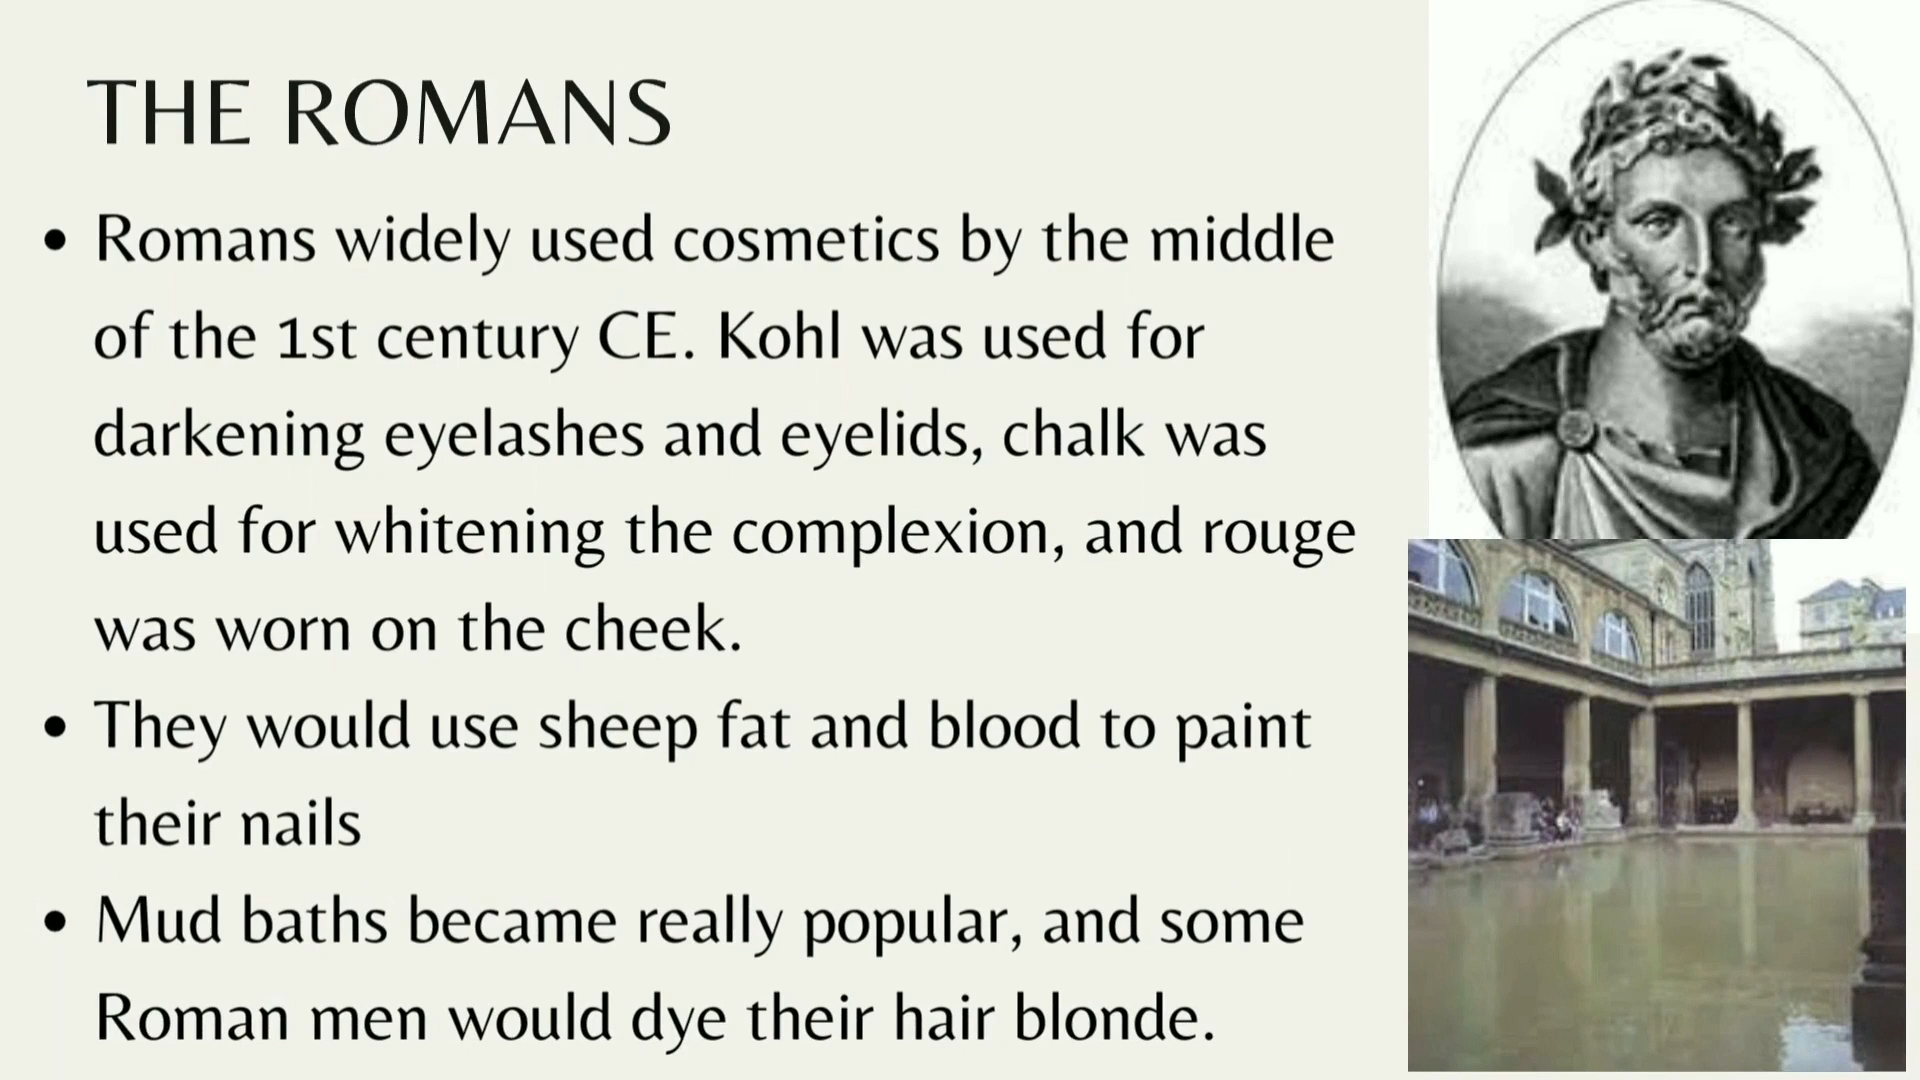 THE ROMANS
• Romans widely used cosmetics by the middle
of the 1st century CE. Kohl was used for
darkening eyelashes and eyelids, chalk was
used for whitening the complexion, and rouge
was worn on the cheek.
• They would use sheep fat and blood to paint
their nails
• Mud baths became really popular, and some
Roman men would dye their hair blonde.